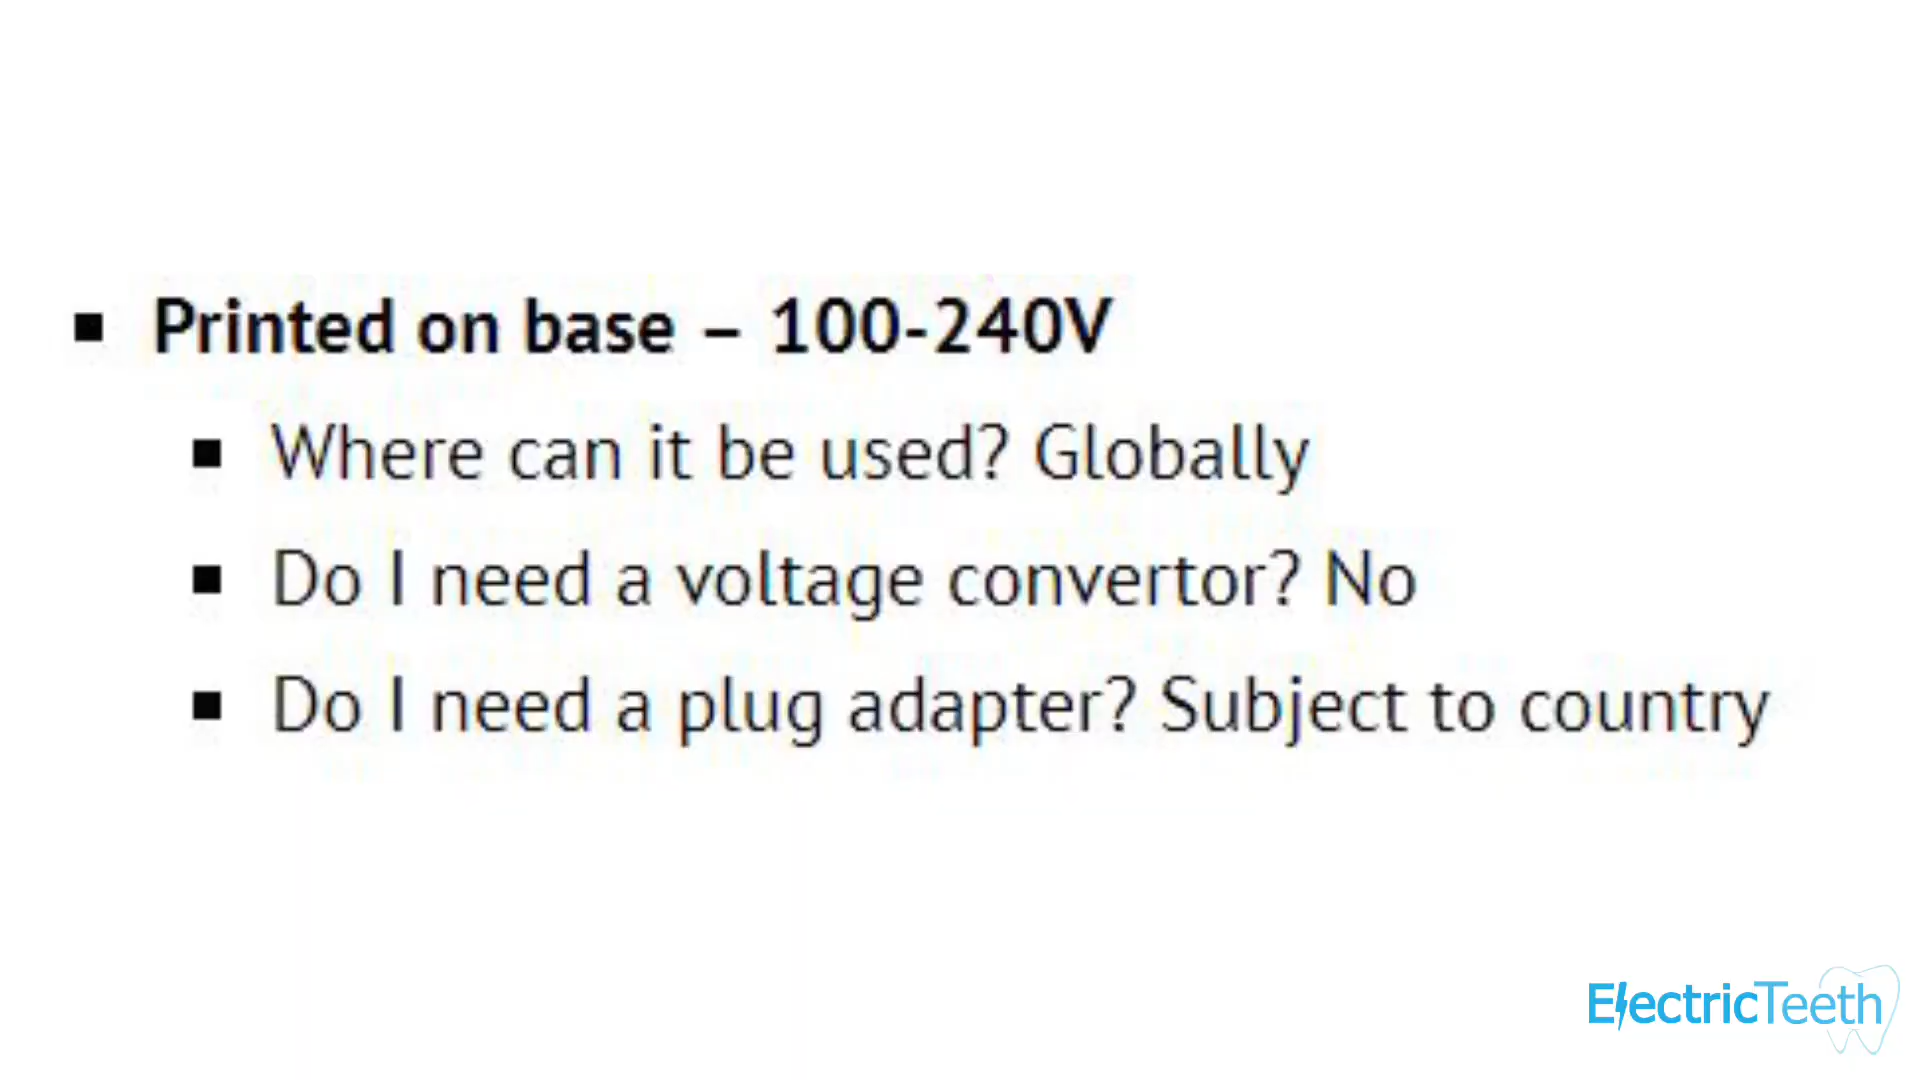 ▪ Printed on base – 100-240V
▪ Where can it be used? Globally
▪ Do I need a voltage convertor? No
▪ Do I need a plug adapter? Subject to country
ElectricTeeth